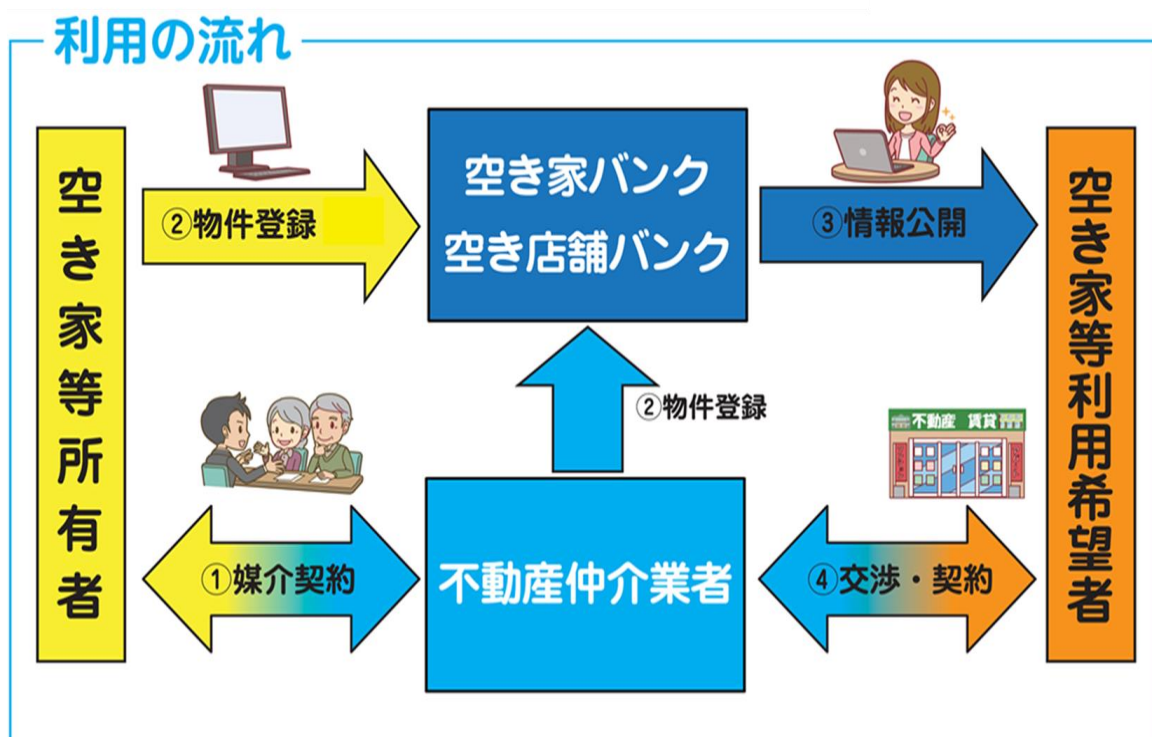 利用の流れ
空き家等所有者
②物件登録
空き家バンク
空き店舗バンク
③情報公開
空き家等利用希望者
②物件登録
不動産 賃貸
①媒介契約
不動産仲介業者
④交渉・契約